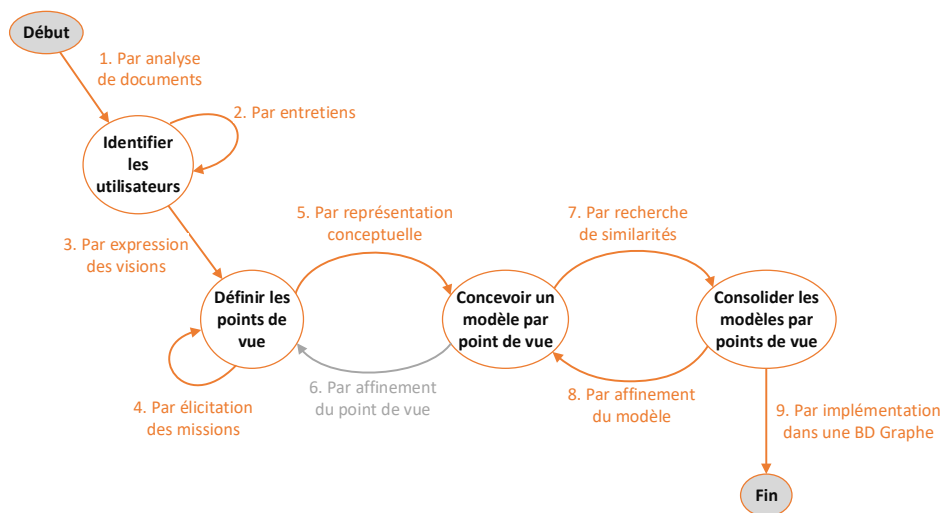 Début
1. Par analyse
de documents
2. Par entretiens
Identifier
les
utilisateurs
3. Par expression
des visions
5. Par représentation
conceptuelle
7. Par recherche
de similarités
Définir les
points de
vue
Concevoir un
modèle par
point de vue
Consolider les
modèles par
points de vue
4. Par élicitation
des missions
6. Par affinement
du point de vue
8. Par affinement
du modèle
9. Par implémentation
dans une BD Graphe
Fin